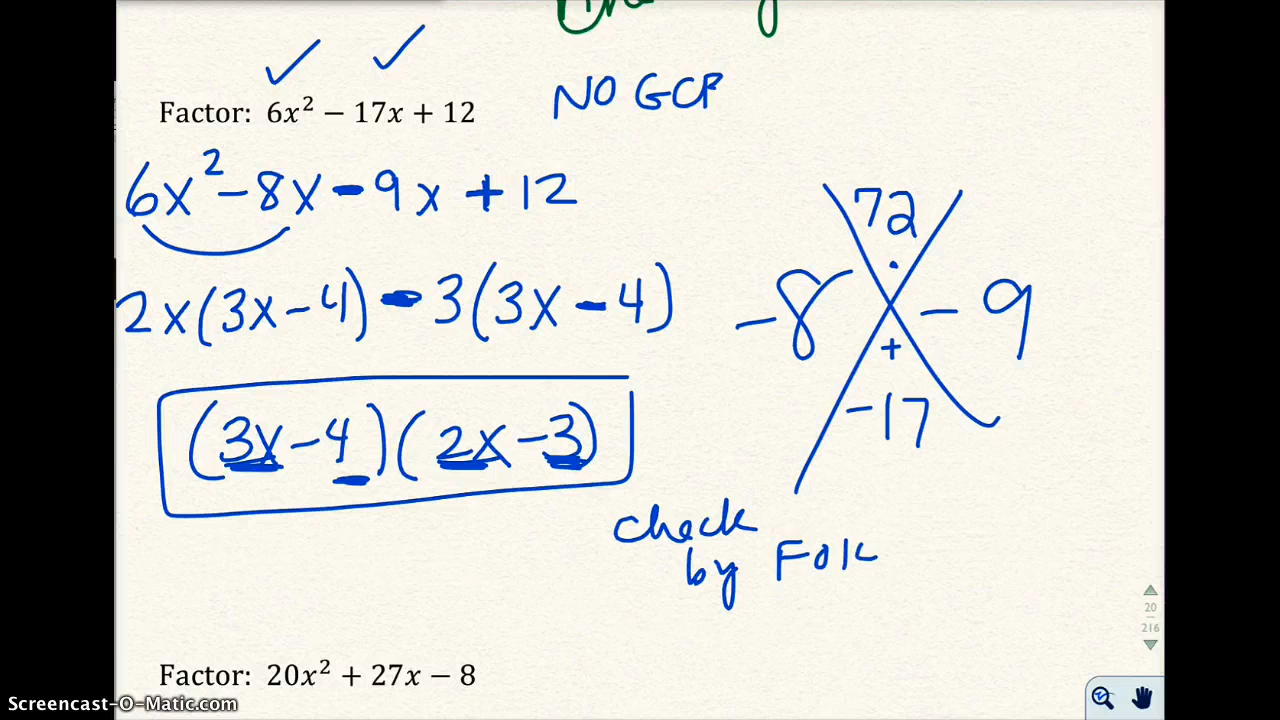 NO GCF
Factor: 6x² − 17x + 12
6x² - 8x - 9x + 12
2x(3x - 4) - 3(3x - 4)
(3x - 4)(2x - 3)
72
·
-8 -9
+
-17
check
by FOIL
Factor: 20x² + 27x − 8
20
216
Screencast-O-Matic.com